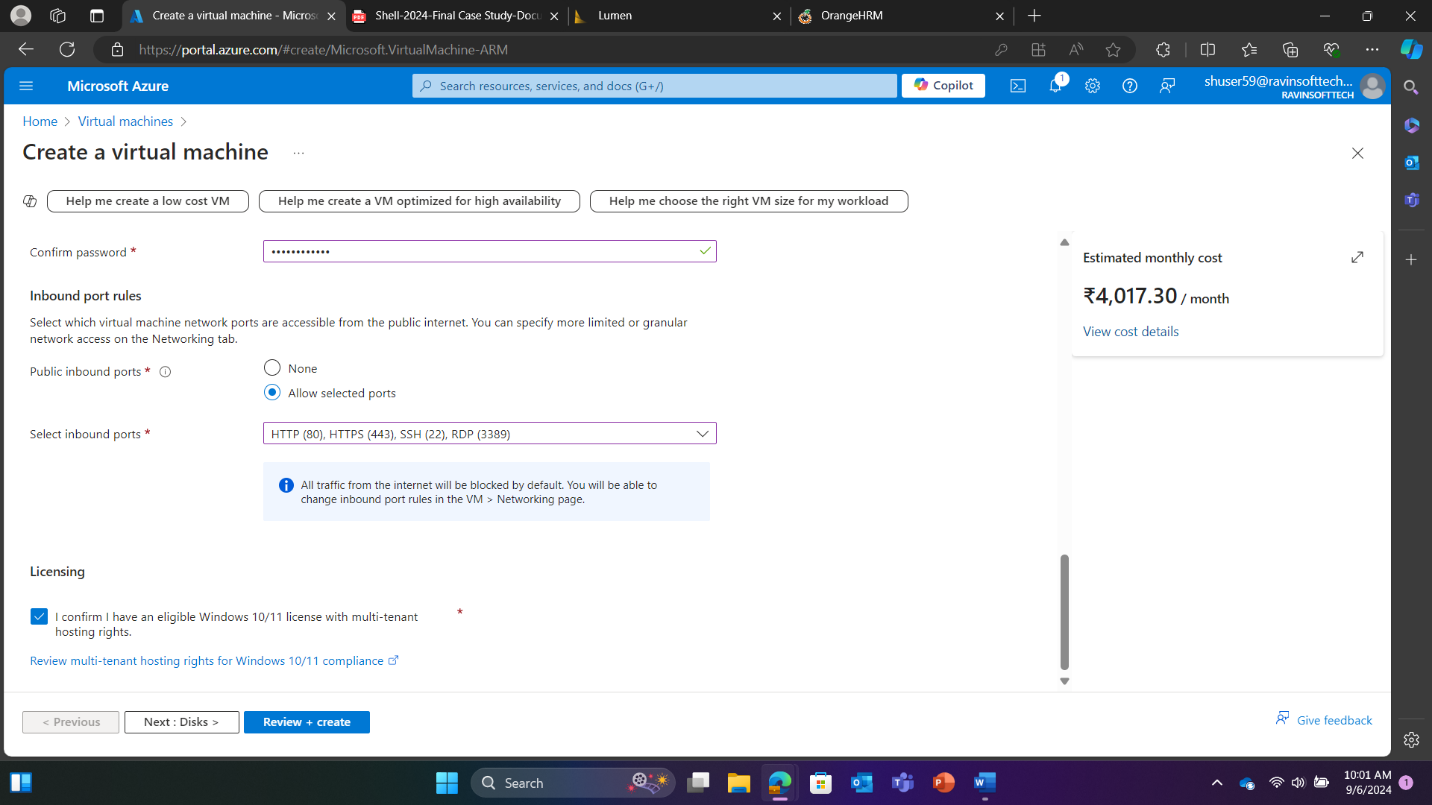 Create a virtual machine - Micros
Shell-2024-Final Case Study-Docu
Lumen
OrangeHRM
https://portal.azure.com/#create/Microsoft.VirtualMachine-ARM
Microsoft Azure
Search resources, services, and docs (G+/)
Copilot
1
shuser59@ravinsofttech...
RAVINSOFTTECH
Home > Virtual machines >
Create a virtual machine ...
Help me create a low cost VM
Help me create a VM optimized for high availability
Help me choose the right VM size for my workload
Confirm password *
••••••••••••
Estimated monthly cost
₹4,017.30 / month
View cost details
Inbound port rules
Select which virtual machine network ports are accessible from the public internet. You can specify more limited or granular
network access on the Networking tab.
Public inbound ports *
None
Allow selected ports
Select inbound ports *
HTTP (80), HTTPS (443), SSH (22), RDP (3389)
All traffic from the internet will be blocked by default. You will be able to
change inbound port rules in the VM > Networking page.
Licensing
I confirm I have an eligible Windows 10/11 license with multi-tenant *
hosting rights.
Review multi-tenant hosting rights for Windows 10/11 compliance
< Previous
Next : Disks >
Review + create
Give feedback
Search
10:01 AM
9/6/2024
1